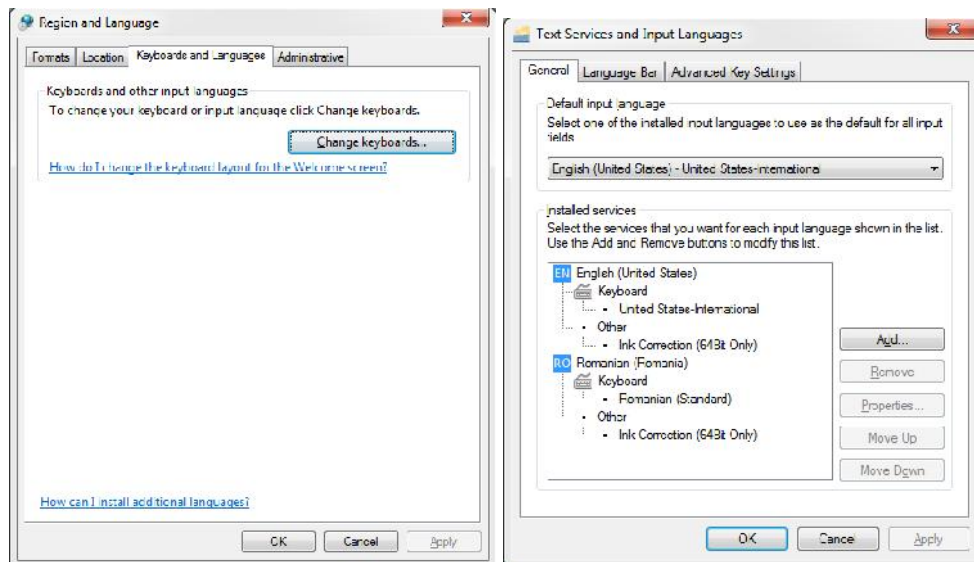 Region and Language
Formats Location Keyboards and Languages Administrative
Keyboards and other input languages
To change your keyboard or input language click Change keyboards.
Change keyboards...
How do I change the keyboard layout for the Welcome screen?
How can I install additional languages?
OK Cancel Apply
Text Services and Input Languages
General Language Bar Advanced Key Settings
Default input language
Select one of the installed input languages to use as the default for all input
fields
English (United States) - United States-International
Installed services
Select the services that you want for each input language shown in the list.
Use the Add and Remove buttons to modify this list.
EN English (United States)
Keyboard
United States-International
Other
Ink Correction (64Bit Only)
RO Romanian (Romania)
Keyboard
Romanian (Standard)
Other
Ink Correction (64Bit Only)
Add...
Remove
Properties...
Move Up
Move Down
OK Cancel Apply